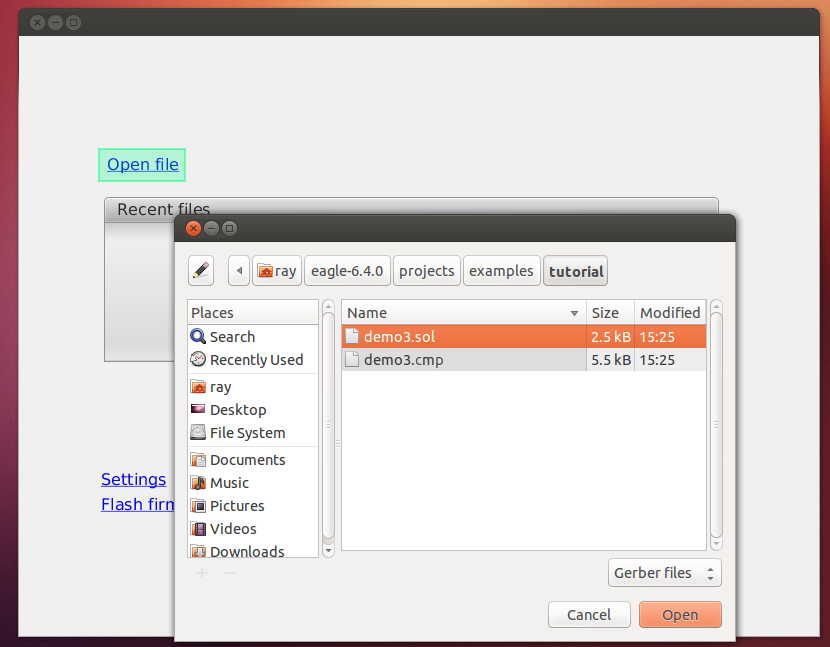 Open file
Recent files
ray eagle-6.4.0 projects examples tutorial
Places
Search
Recently Used
ray
Desktop
File System
Documents
Music
Pictures
Videos
Downloads
Name Size Modified
demo3.sol 2.5 kB 15:25
demo3.cmp 5.5 kB 15:25
Settings
Flash firm
Gerber files
Cancel Open